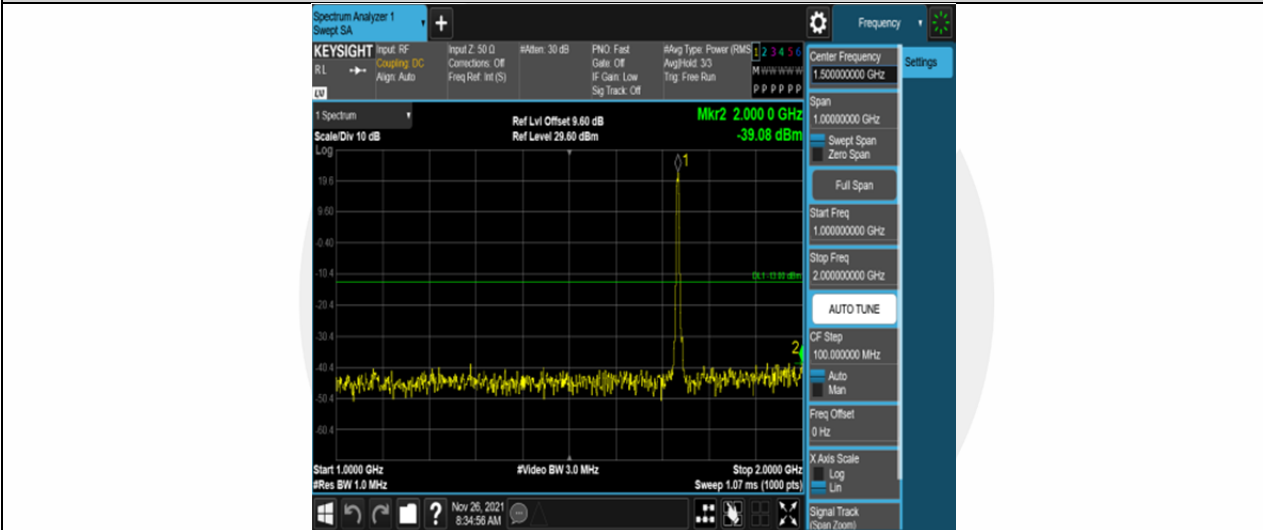 Spectrum Analyzer 1
Swept SA
+
Frequency
KEYSIGHT
RL
LV
Input: RF
Coupling: DC
Align: Auto
Input Z: 50 Ω
Corrections: Off
Freq Ref: Int (S)
#Atten: 30 dB
PNO: Fast
Gate: Off
IF Gain: Low
Sig Track: Off
#Avg Type: Power (RMS
Avg|Hold: 3/3
Trig: Free Run
1 2 3 4 5 6
M W W W W W
P P P P P P
1 Spectrum
Scale/Div 10 dB
Ref Lvl Offset 9.60 dB
Ref Level 29.60 dBm
Mkr2 2.000 0 GHz
-39.08 dBm
Log
19.6
9.60
-0.40
-10.4
-20.4
-30.4
-40.4
-50.4
-60.4
1
DL1 -13.00 dBm
2
Start 1.0000 GHz
#Res BW 1.0 MHz
#Video BW 3.0 MHz
Stop 2.0000 GHz
Sweep 1.07 ms (1000 pts)
?
Nov 26, 2021
8:34:56 AM
Center Frequency
1.500000000 GHz
Span
1.00000000 GHz
Swept Span
Zero Span
Full Span
Start Freq
1.000000000 GHz
Stop Freq
2.000000000 GHz
AUTO TUNE
CF Step
100.000000 MHz
Auto
Man
Freq Offset
0 Hz
X Axis Scale
Log
Lin
Signal Track
(Span Zoom)
Settings